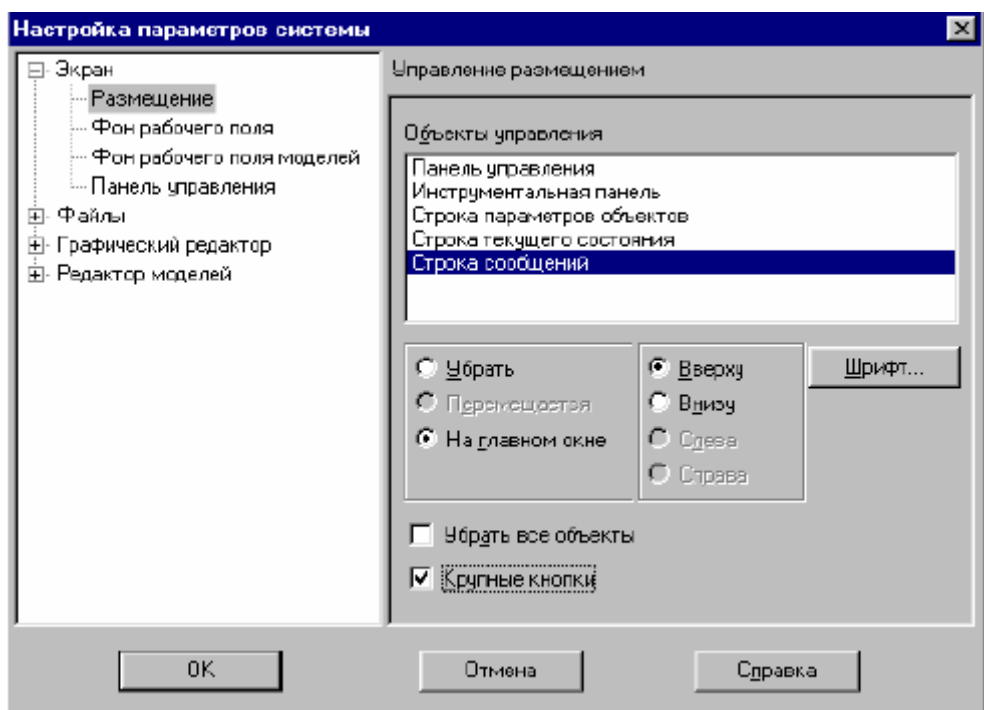 Настройка параметров системы
Экран
Размещение
Фон рабочего поля
Фон рабочего поля моделей
Панель управления
Файлы
Графический редактор
Редактор моделей
Управление размещением
Объекты управления
Панель управления
Инструментальная панель
Строка параметров объектов
Строка текущего состояния
Строка сообщений
Убрать
Перемещается
На главном окне
Вверху
Внизу
Слева
Справа
Шрифт...
Убрать все объекты
Крупные кнопки
OK
Отмена
Справка